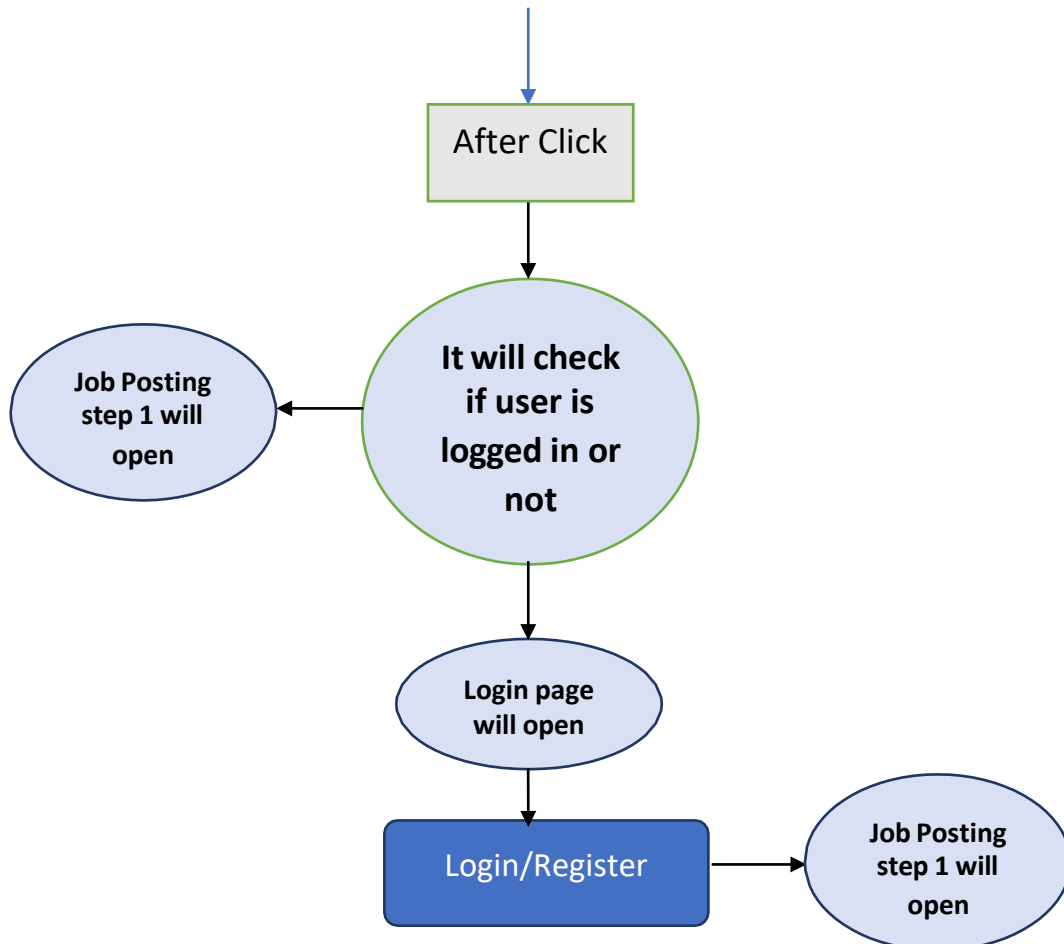 After Click
It will check
if user is
logged in or
not
Job Posting
step 1 will
open
Login page
will open
Login/Register
Job Posting
step 1 will
open